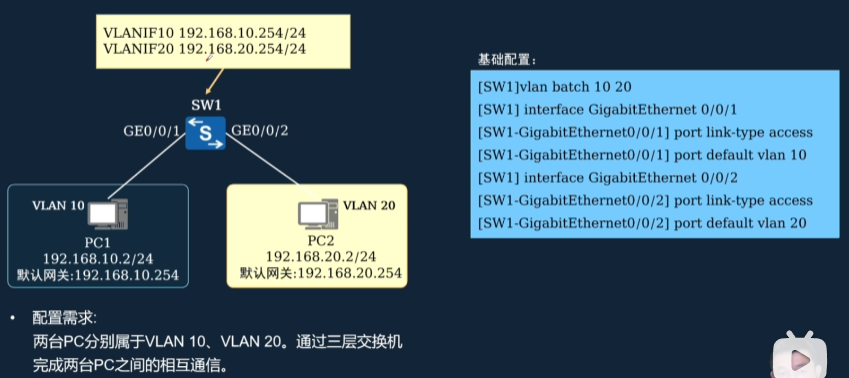 VLANIF10 192.168.10.254/24
VLANIF20 192.168.20.254/24
SW1
GE0/0/1
GE0/0/2
S
VLAN 10
PC1
192.168.10.2/24
默认网关:192.168.10.254
VLAN 20
PC2
192.168.20.2/24
默认网关:192.168.20.254
• 配置需求:
两台PC分别属于VLAN 10、VLAN 20。通过三层交换机
完成两台PC之间的相互通信。
基础配置：
[SW1]vlan batch 10 20
[SW1] interface GigabitEthernet 0/0/1
[SW1-GigabitEthernet0/0/1] port link-type access
[SW1-GigabitEthernet0/0/1] port default vlan 10
[SW1] interface GigabitEthernet 0/0/2
[SW1-GigabitEthernet0/0/2] port link-type access
[SW1-GigabitEthernet0/0/2] port default vlan 20